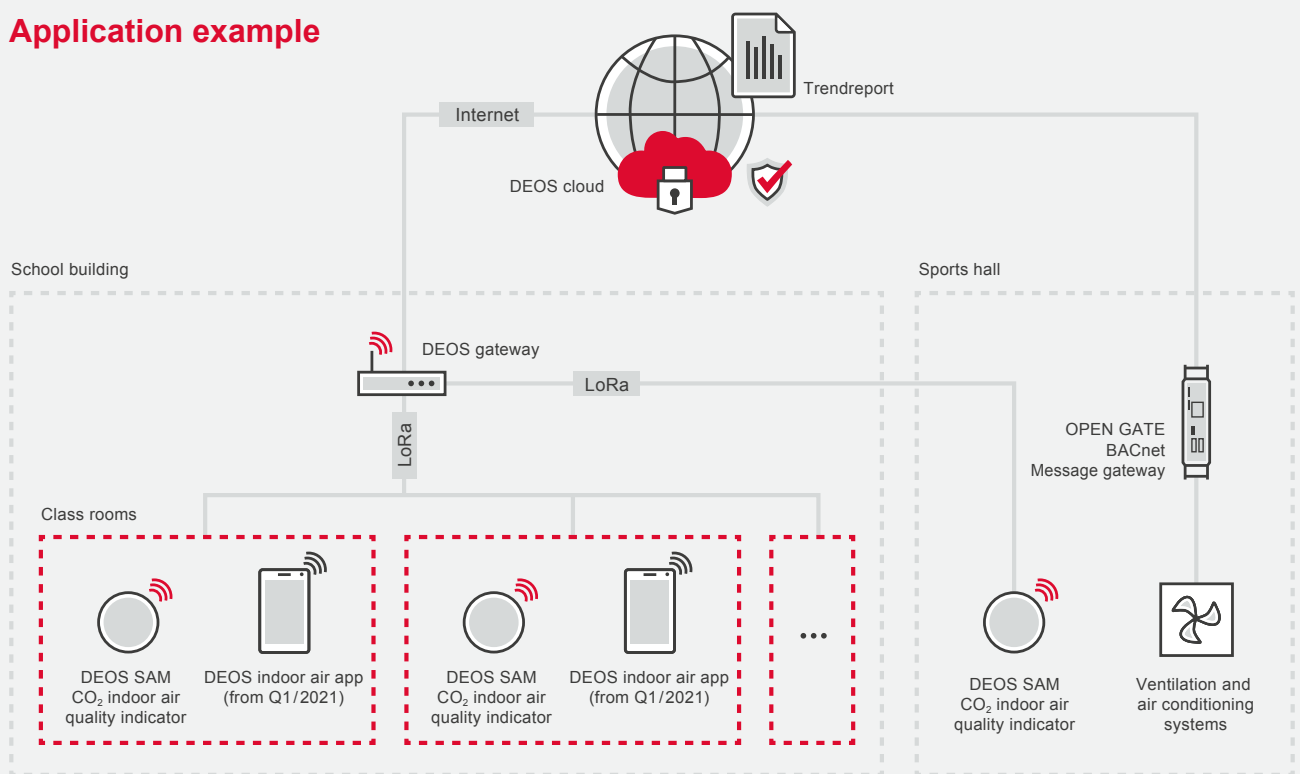 Application example
Trendreport
Internet
DEOS cloud
School building
Sports hall
DEOS gateway
LoRa
LoRa
OPEN GATE
BACnet
Message gateway
Class rooms
DEOS SAM
CO₂ indoor air
quality indicator
DEOS indoor air app
(from Q1/2021)
DEOS SAM
CO₂ indoor air
quality indicator
DEOS indoor air app
(from Q1/2021)
...
DEOS SAM
CO₂ indoor air
quality indicator
Ventilation and
air conditioning
systems